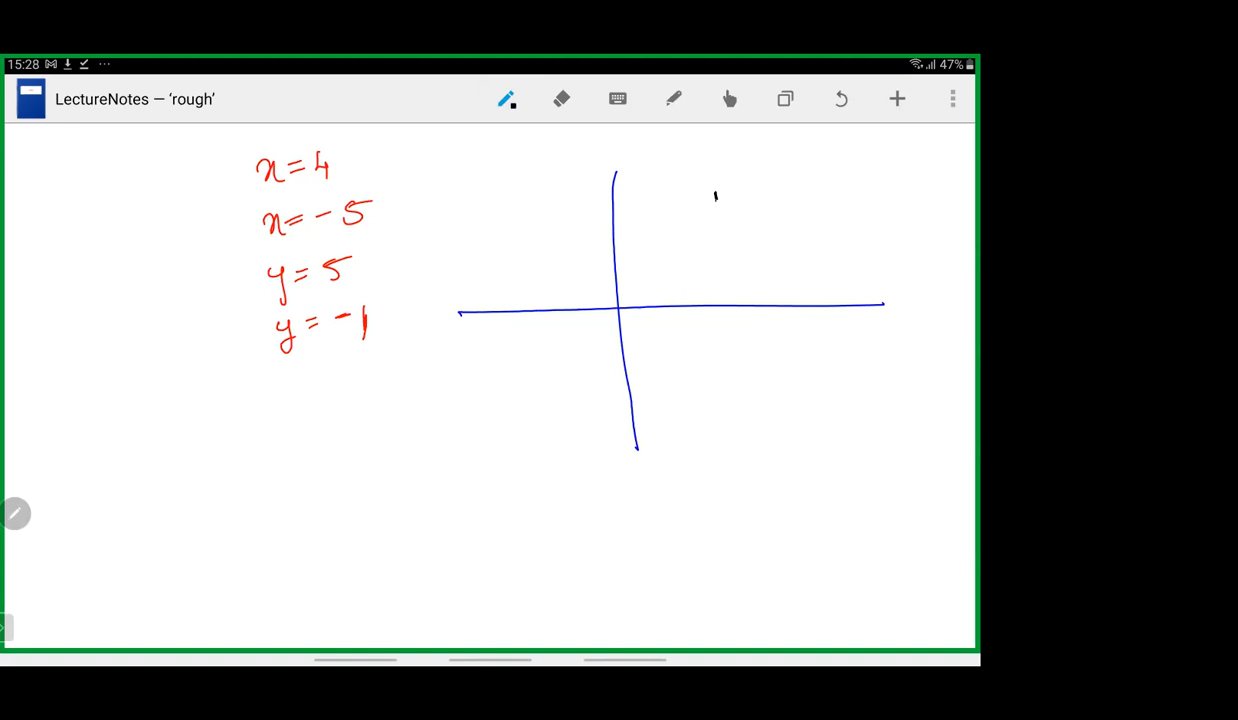 15:28 ... 47%
LectureNotes — ‘rough’
x = 4
x = - 5
y = 5
y = -1